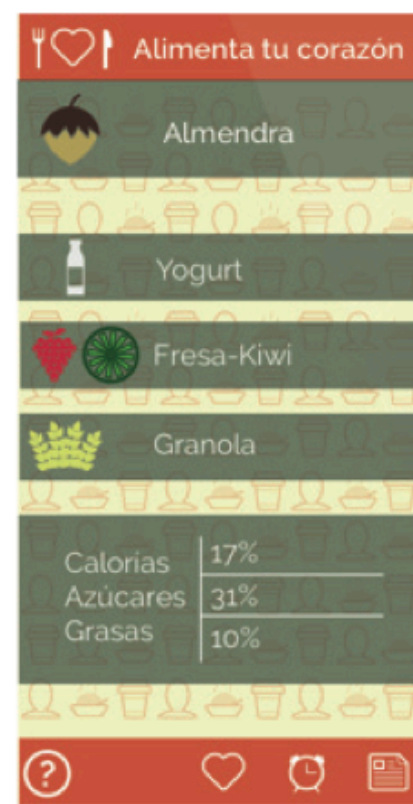 Alimenta tu corazón
Almendra
Yogurt
Fresa-Kiwi
Granola
Calorias 17%
Azúcares 31%
Grasas 10%
?